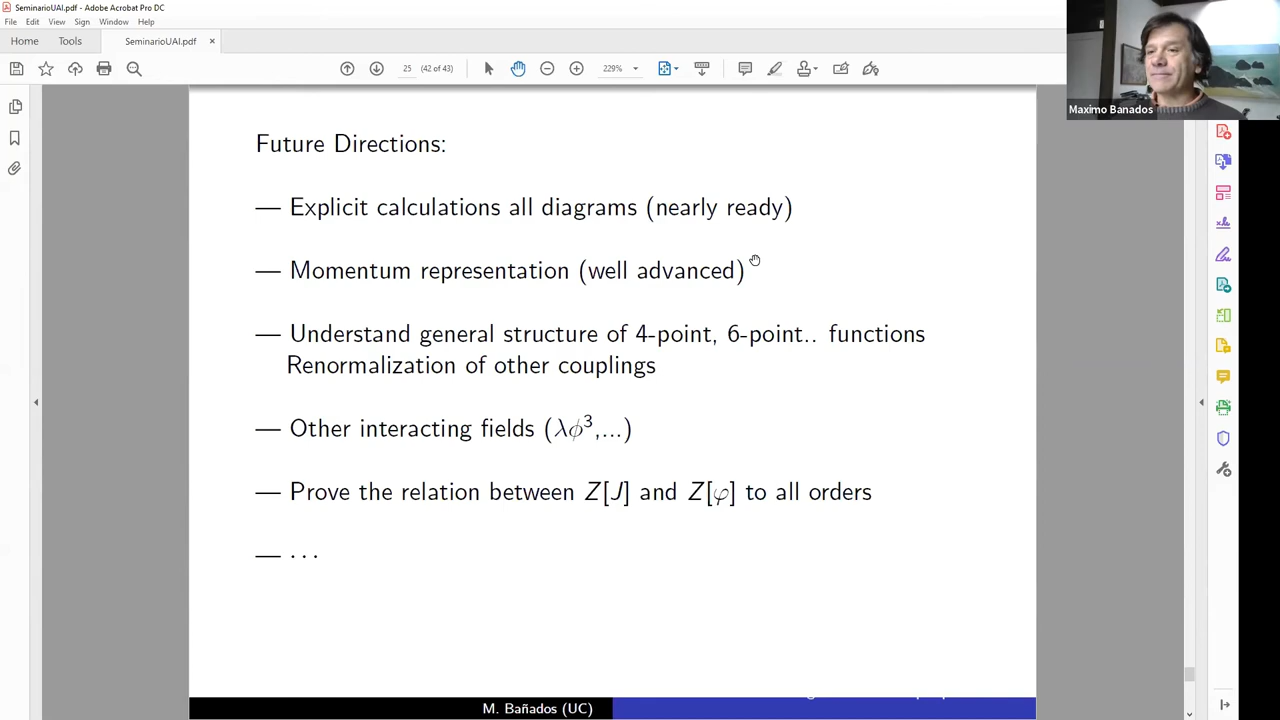 SeminarioUAI.pdf - Adobe Acrobat Pro DC
File Edit View Sign Window Help
Home Tools SeminarioUAI.pdf ×
25 (42 of 43) 229%
Maximo Banados
Future Directions:
— Explicit calculations all diagrams (nearly ready)
— Momentum representation (well advanced)
— Understand general structure of 4-point, 6-point.. functions
Renormalization of other couplings
— Other interacting fields (λϕ³,...)
— Prove the relation between Z[J] and Z[φ] to all orders
— ···
M. Bañados (UC)